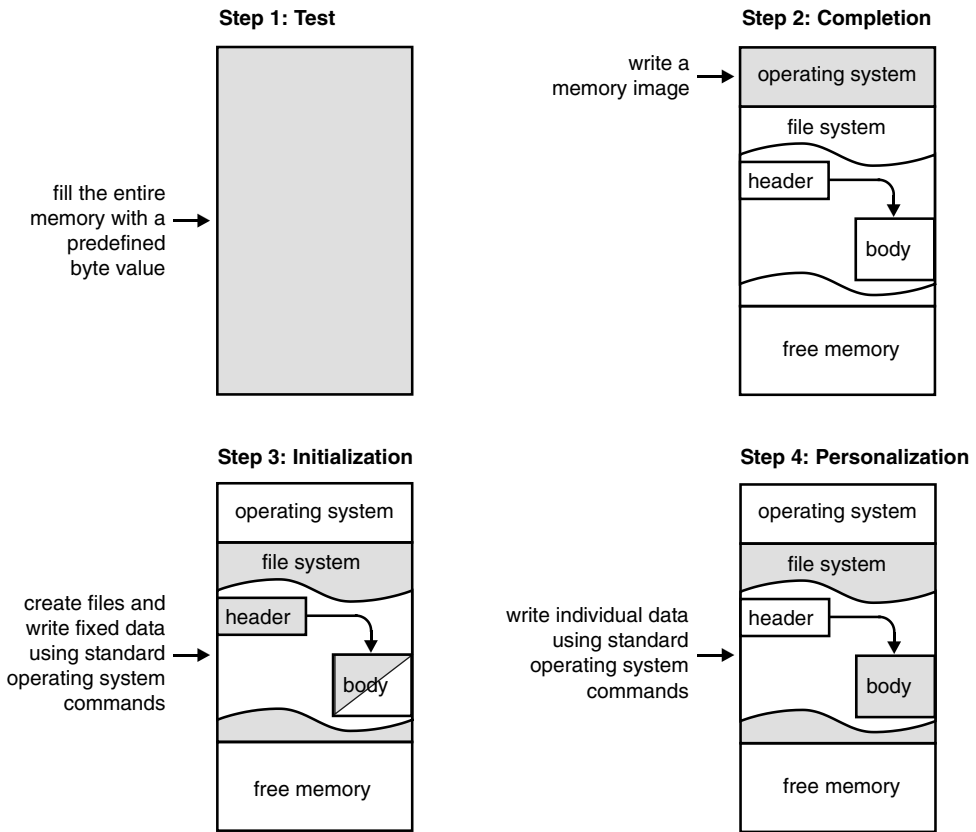 Step 1: Test
fill the entire
memory with a
predefined
byte value
Step 2: Completion
write a
memory image
operating system
file system
header
body
free memory
Step 3: Initialization
create files and
write fixed data
using standard
operating system
commands
operating system
file system
header
body
free memory
Step 4: Personalization
write individual data
using standard
operating system
commands
operating system
file system
header
body
free memory